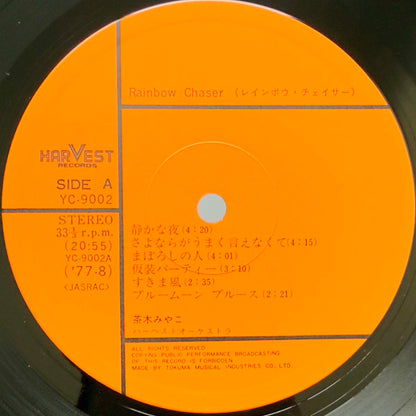 Rainbow Chaser (レインボウ・チェイサー)
HARVEST
RECORDS
SIDE A
YC-9002
STEREO
33⅓ r.p.m.
(20:55)
YC-9002A
('77·8)
<JASRAC>
静かな夜(4:20)
さよならがうまく言えなくて(4:15)
まぼろしの人(4:01)
仮装パーティー(3:10)
すきま風(2:35)
ブルームーン ブルース(2:21)
茶木みやこ
ハーベストオーケストラ
ALL RIGHTS RESERVED
COPYING PUBLIC PERFORMANCE BROADCASTING
OF THIS RECORD IS FORBIDDEN
MADE BY TOKUMA MUSICAL INDUSTRIES CO., LTD.